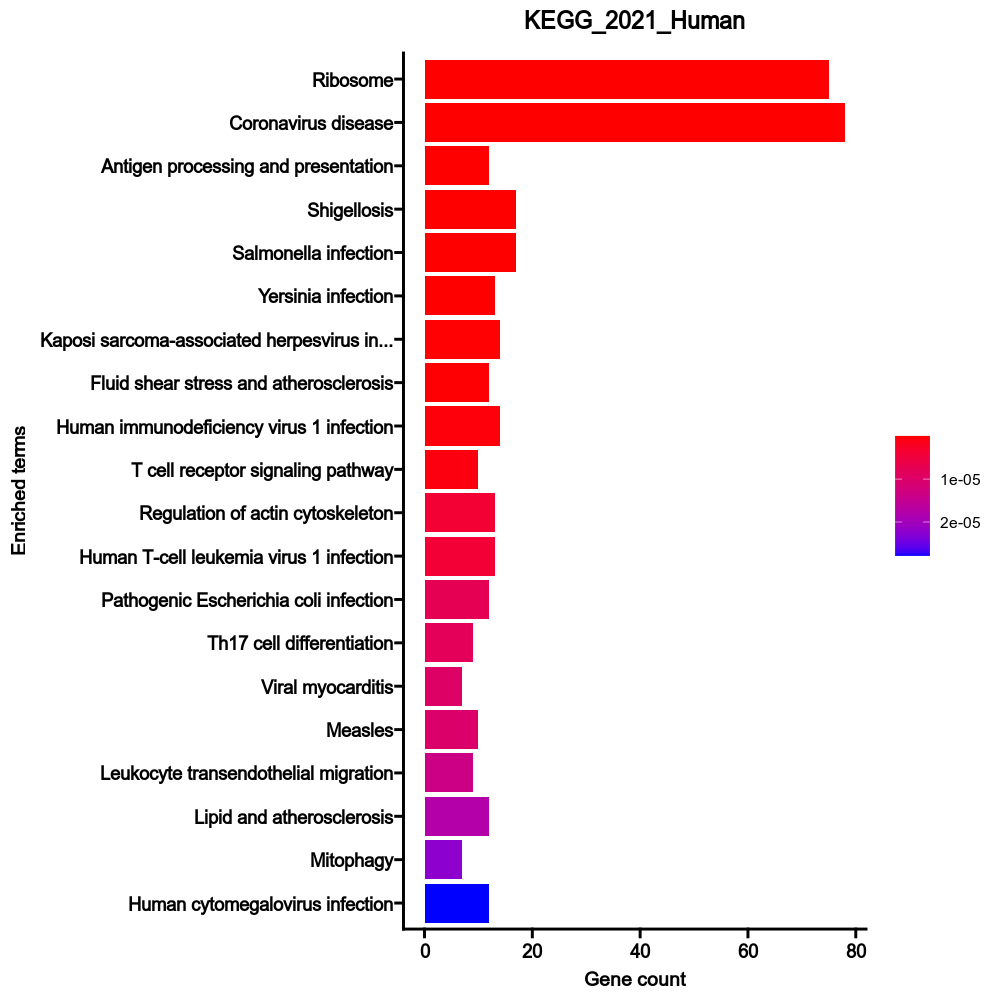 KEGG_2021_Human
Ribosome
Coronavirus disease
Antigen processing and presentation
Shigellosis
Salmonella infection
Yersinia infection
Kaposi sarcoma-associated herpesvirus in...
Fluid shear stress and atherosclerosis
Human immunodeficiency virus 1 infection
T cell receptor signaling pathway
Regulation of actin cytoskeleton
Human T-cell leukemia virus 1 infection
Pathogenic Escherichia coli infection
Th17 cell differentiation
Viral myocarditis
Measles
Leukocyte transendothelial migration
Lipid and atherosclerosis
Mitophagy
Human cytomegalovirus infection
Enriched terms
0 20 40 60 80
Gene count
1e-05
2e-05